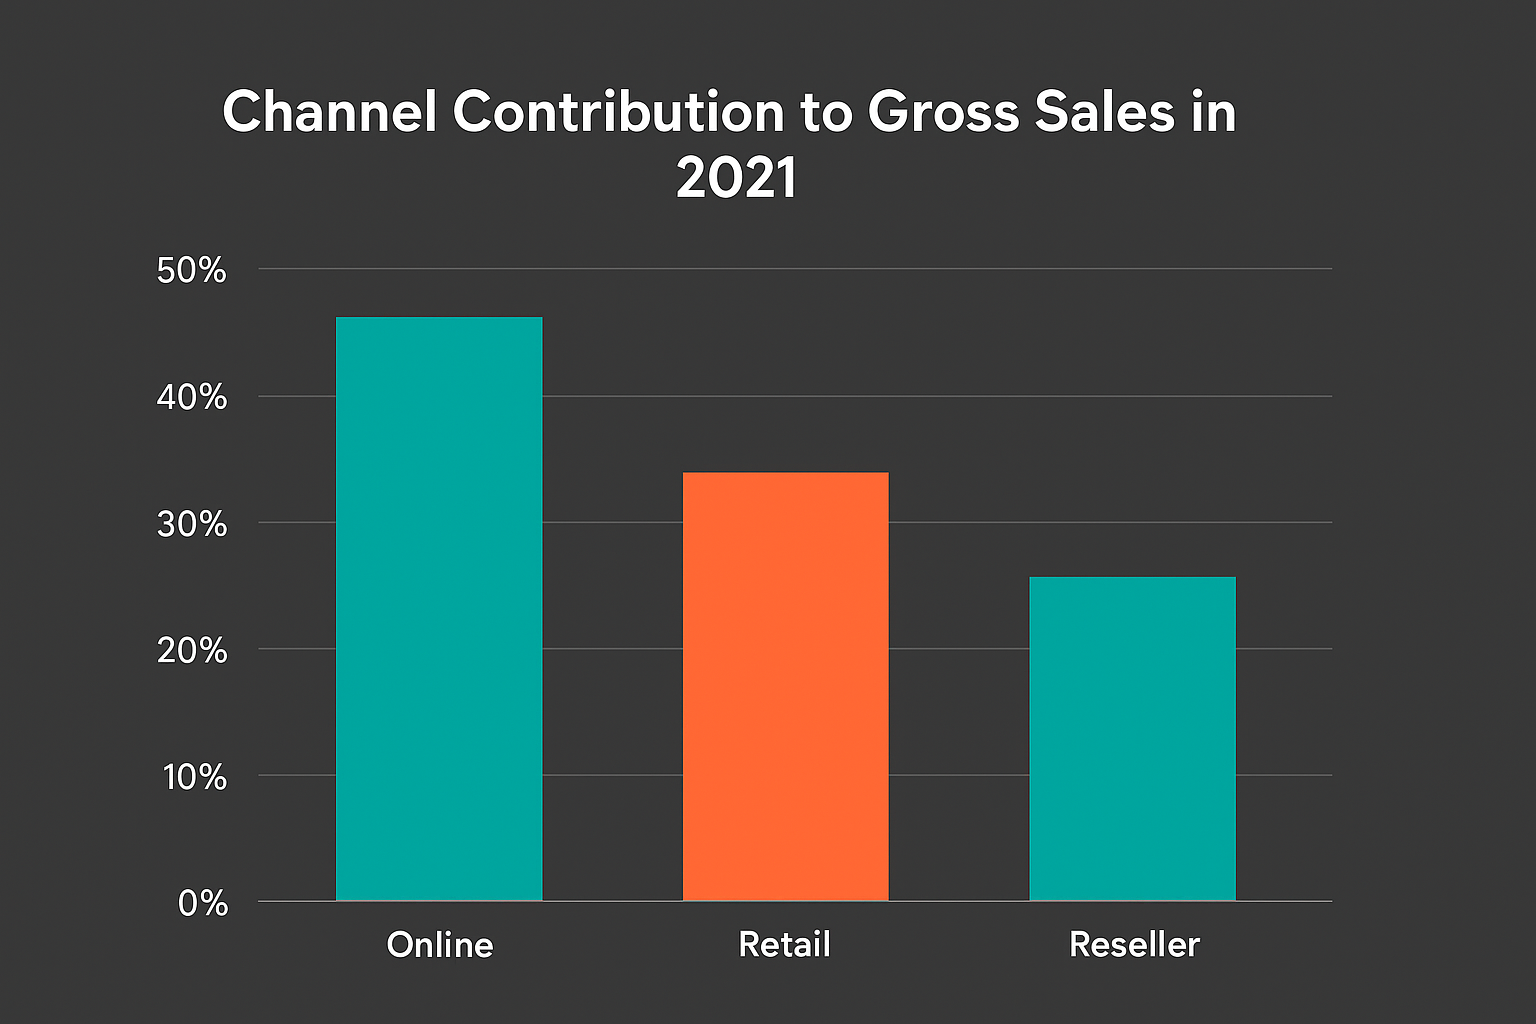 Channel Contribution to Gross Sales in
2021
50%
40%
30%
20%
10%
0%
Online
Retail
Reseller